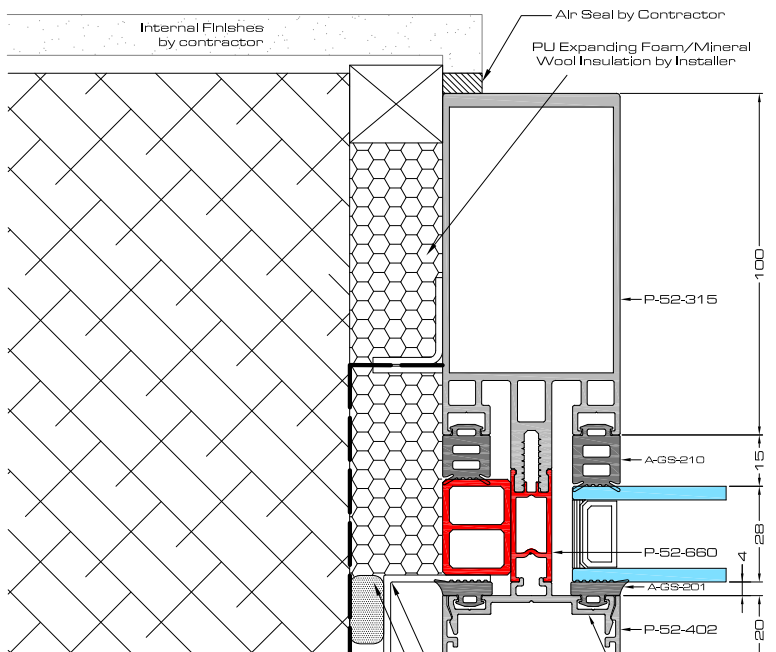 Air Seal by Contractor
Internal Finishes
by contractor
PU Expanding Foam/Mineral
Wool Insulation by Installer
100
P-52-315
A-GS-210
15
28
P-52-660
4
A-GS-201
20
P-52-402